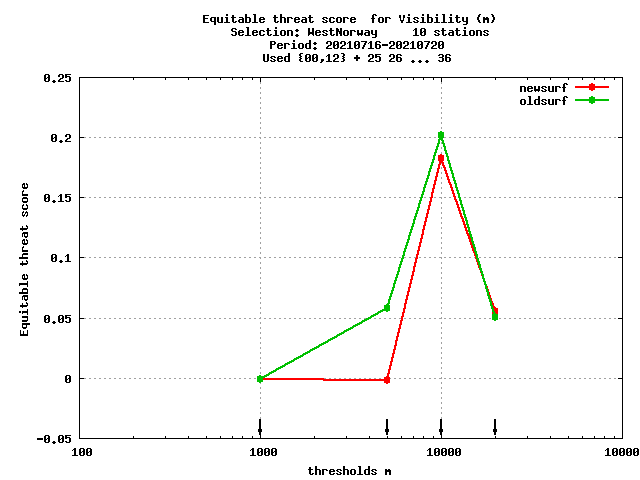 Equitable threat score  for Visibility (m)
Selection: WestNorway     10 stations
Period: 20210716-20210720
Used {00,12} + 25 26 ... 36
newsurf
oldsurf
0.25
0.2
0.15
0.1
0.05
0
-0.05
Equitable threat score
100 1000 10000 10000
thresholds m